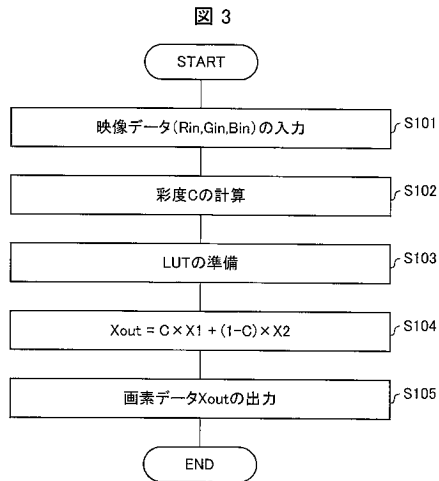 図 3
START
映像データ(Rin,Gin,Bin)の入力
S101
彩度Cの計算
S102
LUTの準備
S103
Xout = C×X1 + (1-C)×X2
S104
画素データXoutの出力
S105
END